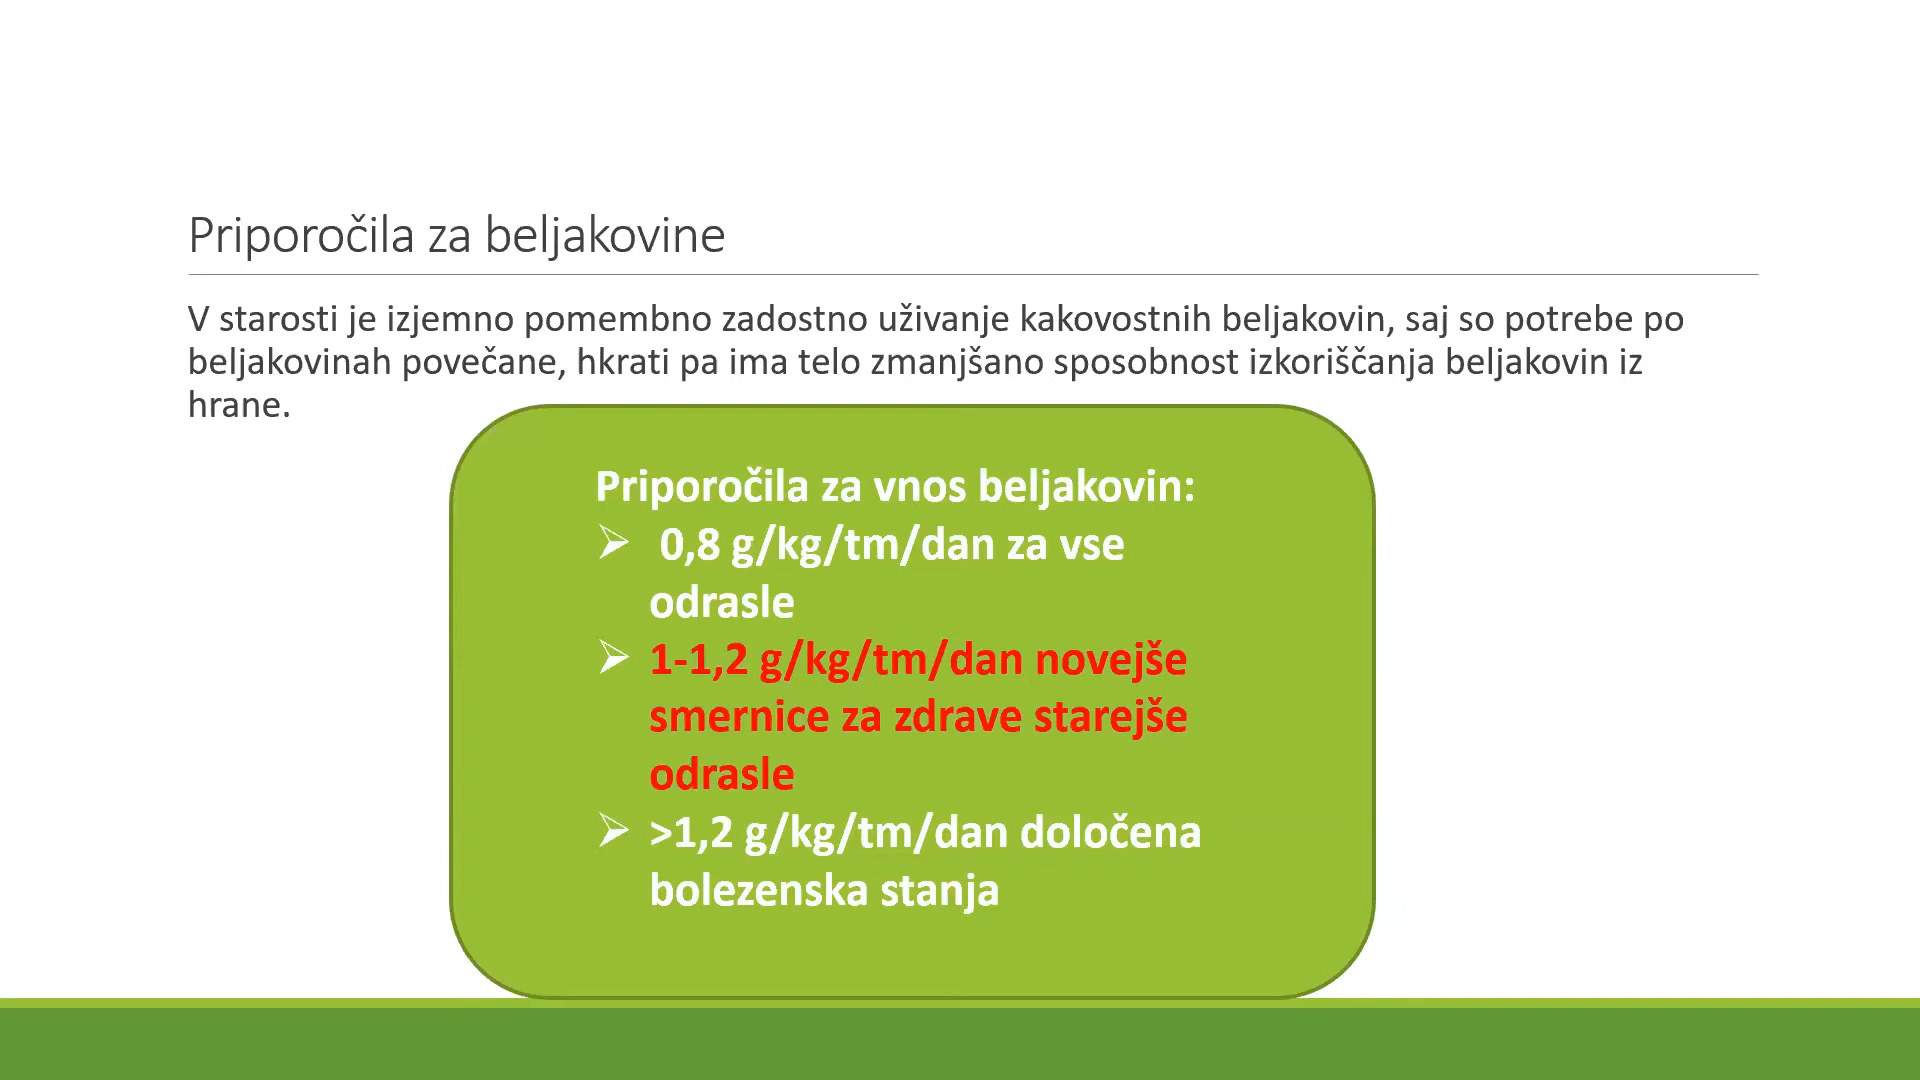 Priporočila za beljakovine
V starosti je izjemno pomembno zadostno uživanje kakovostnih beljakovin, saj so potrebe po
beljakovinah povečane, hkrati pa ima telo zmanjšano sposobnost izkoriščanja beljakovin iz
hrane.
Priporočila za vnos beljakovin:
➢ 0,8 g/kg/tm/dan za vse
odrasle
➢ 1-1,2 g/kg/tm/dan novejše
smernice za zdrave starejše
odrasle
➢ >1,2 g/kg/tm/dan določena
bolezenska stanja